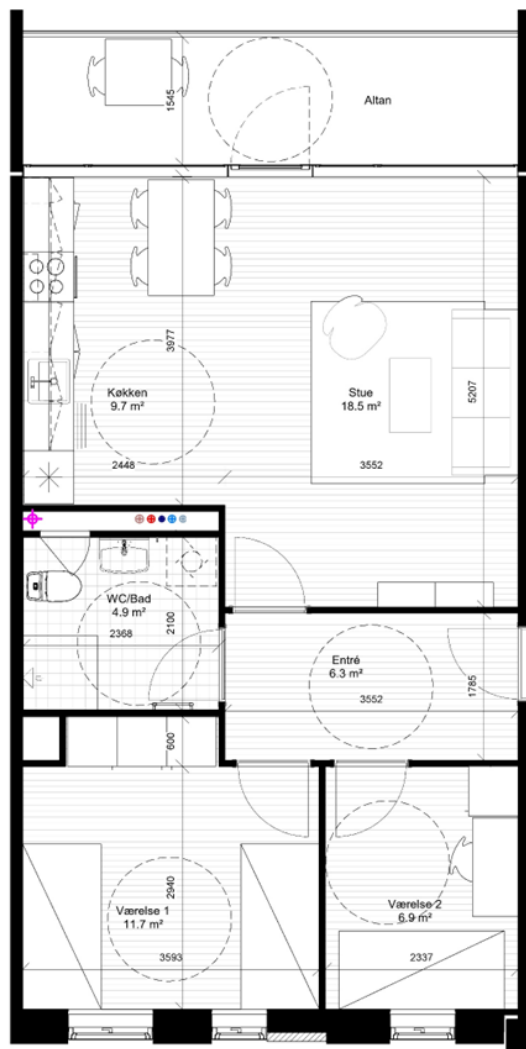 1545
Altan
3977
Køkken
9.7 m²
Stue
18.5 m²
5207
2448
3552
WC/Bad
4.9 m²
2368
2100
Entré
6.3 m²
3552
1785
600
2940
Værelse 1
11.7 m²
Værelse 2
6.9 m²
3593
2337